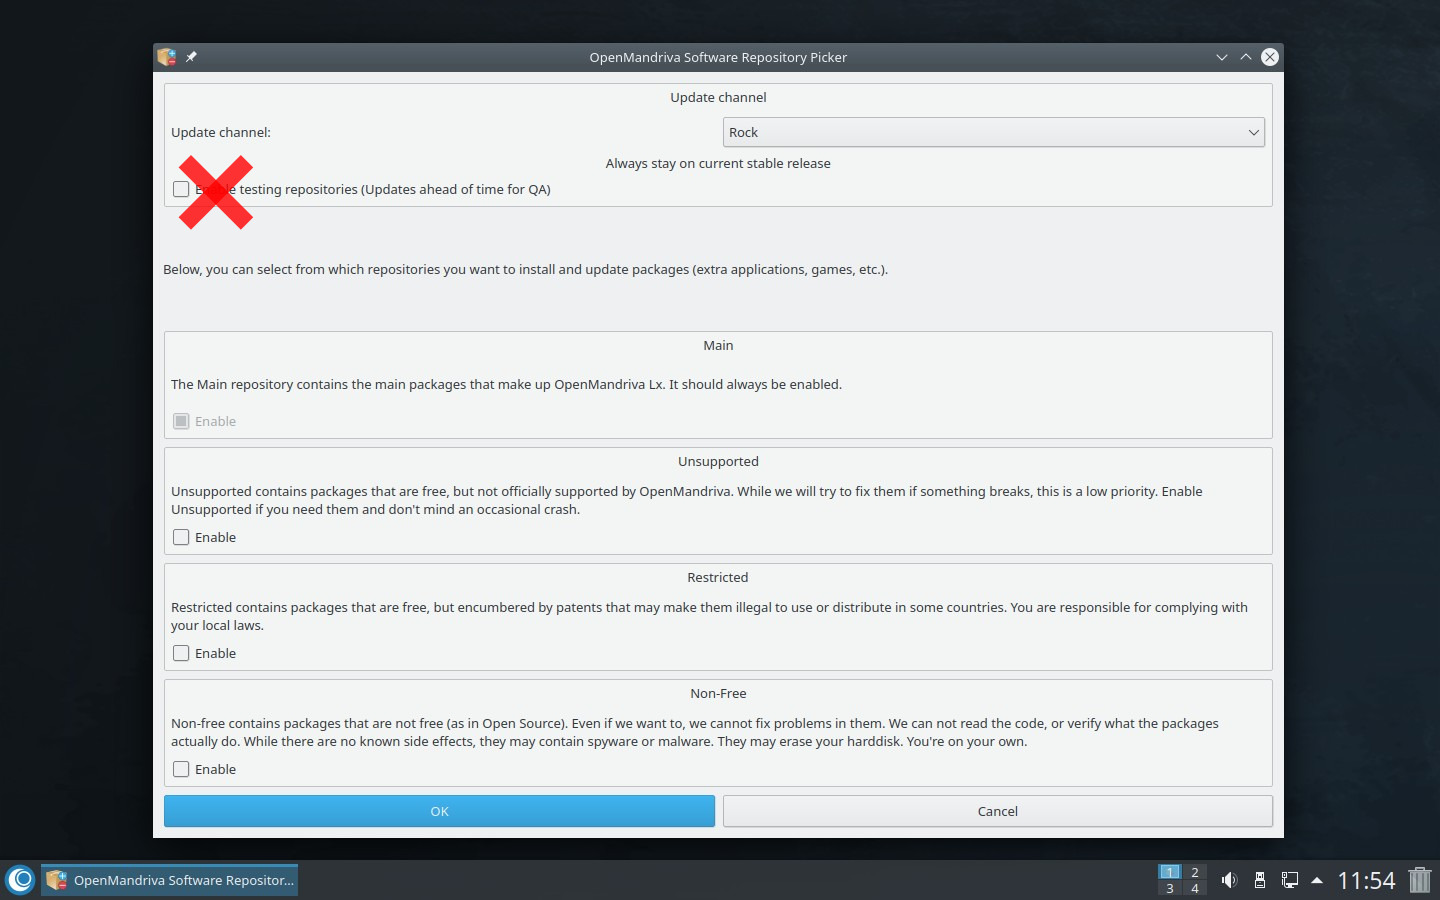 OpenMandriva Software Repository Picker
Update channel
Update channel:
Rock
Always stay on current stable release
Enable testing repositories (Updates ahead of time for QA)
Below, you can select from which repositories you want to install and update packages (extra applications, games, etc.).
Main
The Main repository contains the main packages that make up OpenMandriva Lx. It should always be enabled.
Enable
Unsupported
Unsupported contains packages that are free, but not officially supported by OpenMandriva. While we will try to fix them if something breaks, this is a low priority. Enable
Unsupported if you need them and don't mind an occasional crash.
Enable
Restricted
Restricted contains packages that are free, but encumbered by patents that may make them illegal to use or distribute in some countries. You are responsible for complying with
your local laws.
Enable
Non-Free
Non-free contains packages that are not free (as in Open Source). Even if we want to, we cannot fix problems in them. We can not read the code, or verify what the packages
actually do. While there are no known side effects, they may contain spyware or malware. They may erase your harddisk. You're on your own.
Enable
OK
Cancel
OpenMandriva Software Repositor...
1 2
3 4
11:54